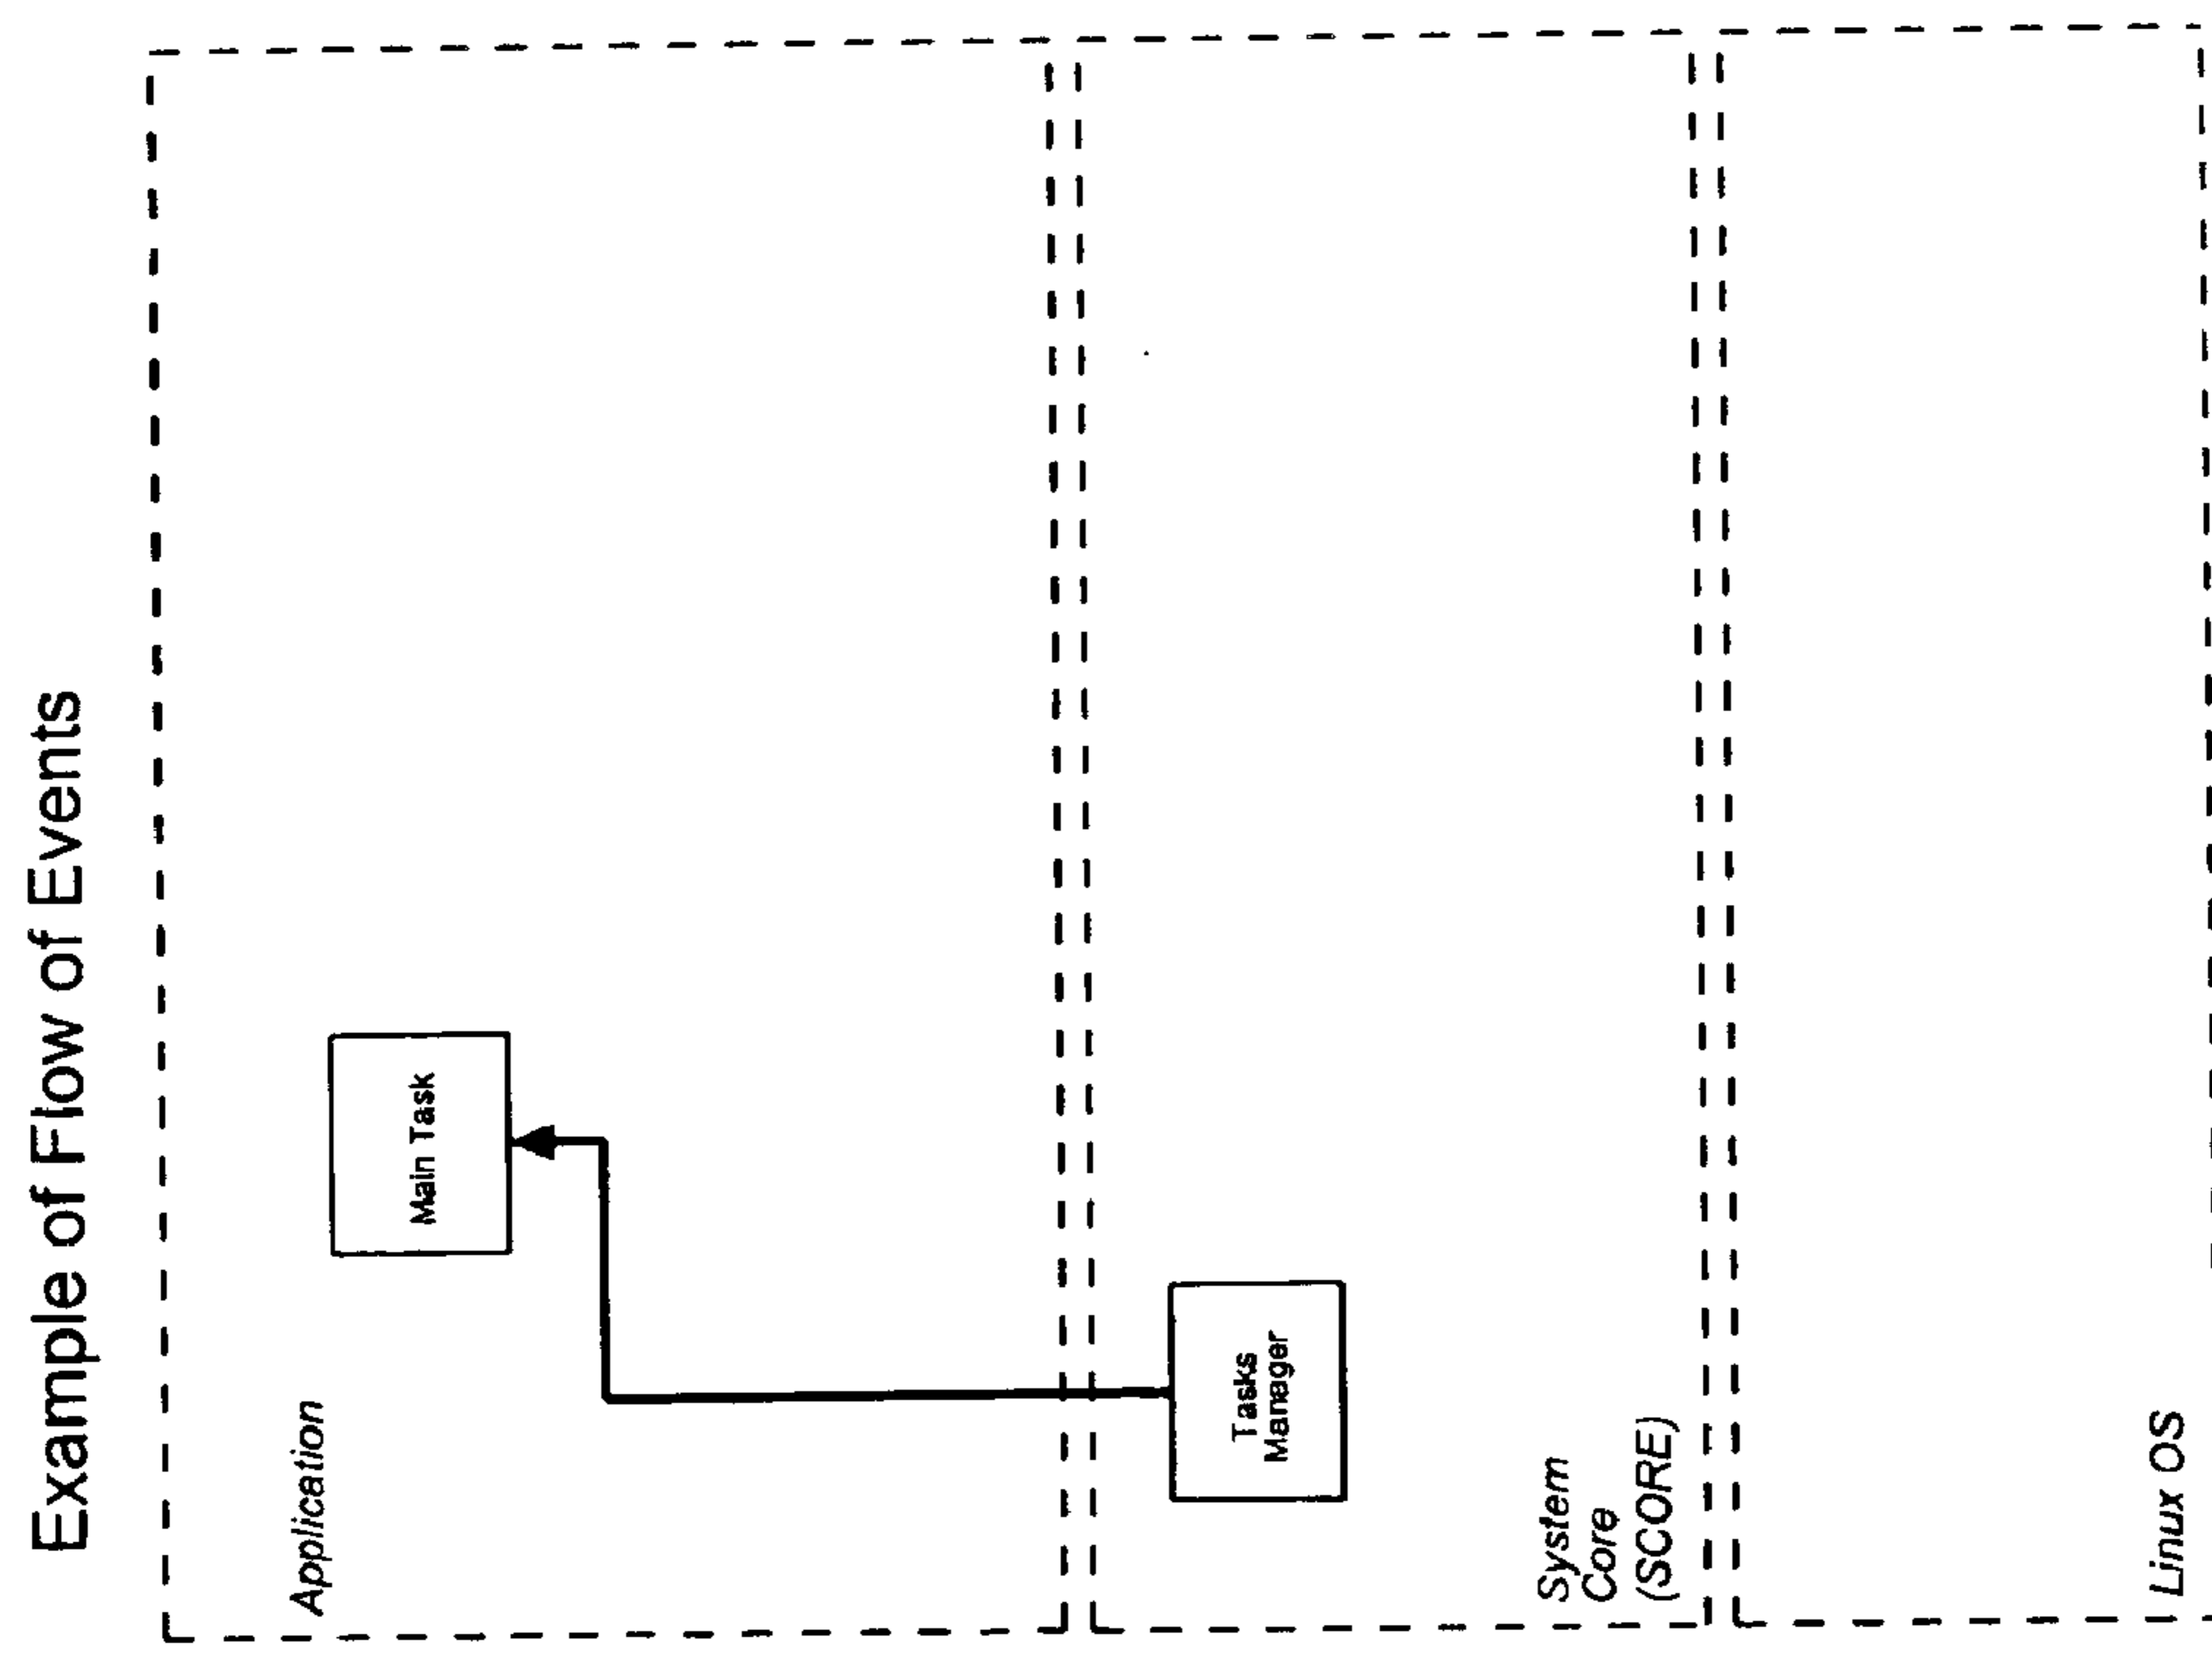 Example of Flow of Events
Application
Main Task
Tasks
Manager
System
Core
(SCORE)
Linux OS